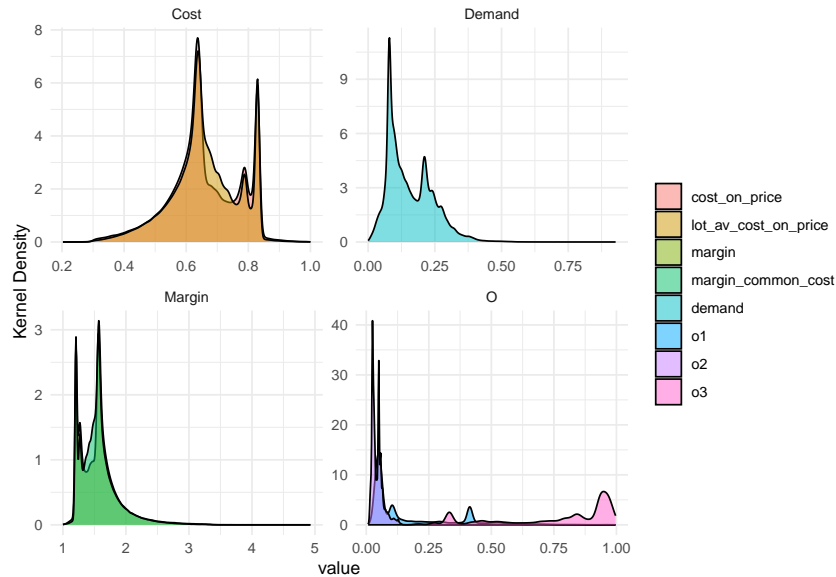 Cost
Demand
8
6
4
2
0
0.2 0.4 0.6 0.8 1.0
9
6
3
0
0.00 0.25 0.50 0.75
Kernel Density
Margin
O
3
2
1
0
1 2 3 4 5
40
30
20
10
0
0.00 0.25 0.50 0.75 1.00
value
cost_on_price
lot_av_cost_on_price
margin
margin_common_cost
demand
o1
o2
o3